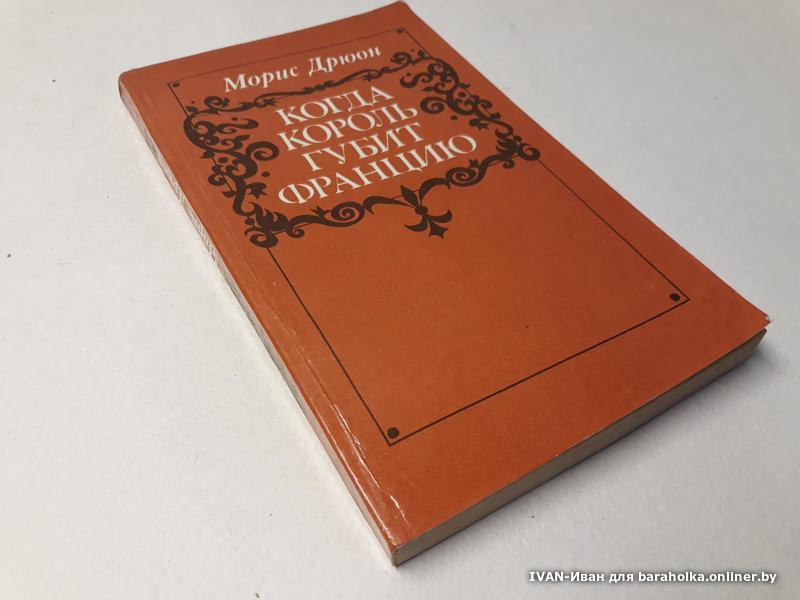 Морис Дрюон
КОГДА
КОРОЛЬ
ГУБИТ
ФРАНЦИЮ
IVAN-Иван для baraholka.onliner.by